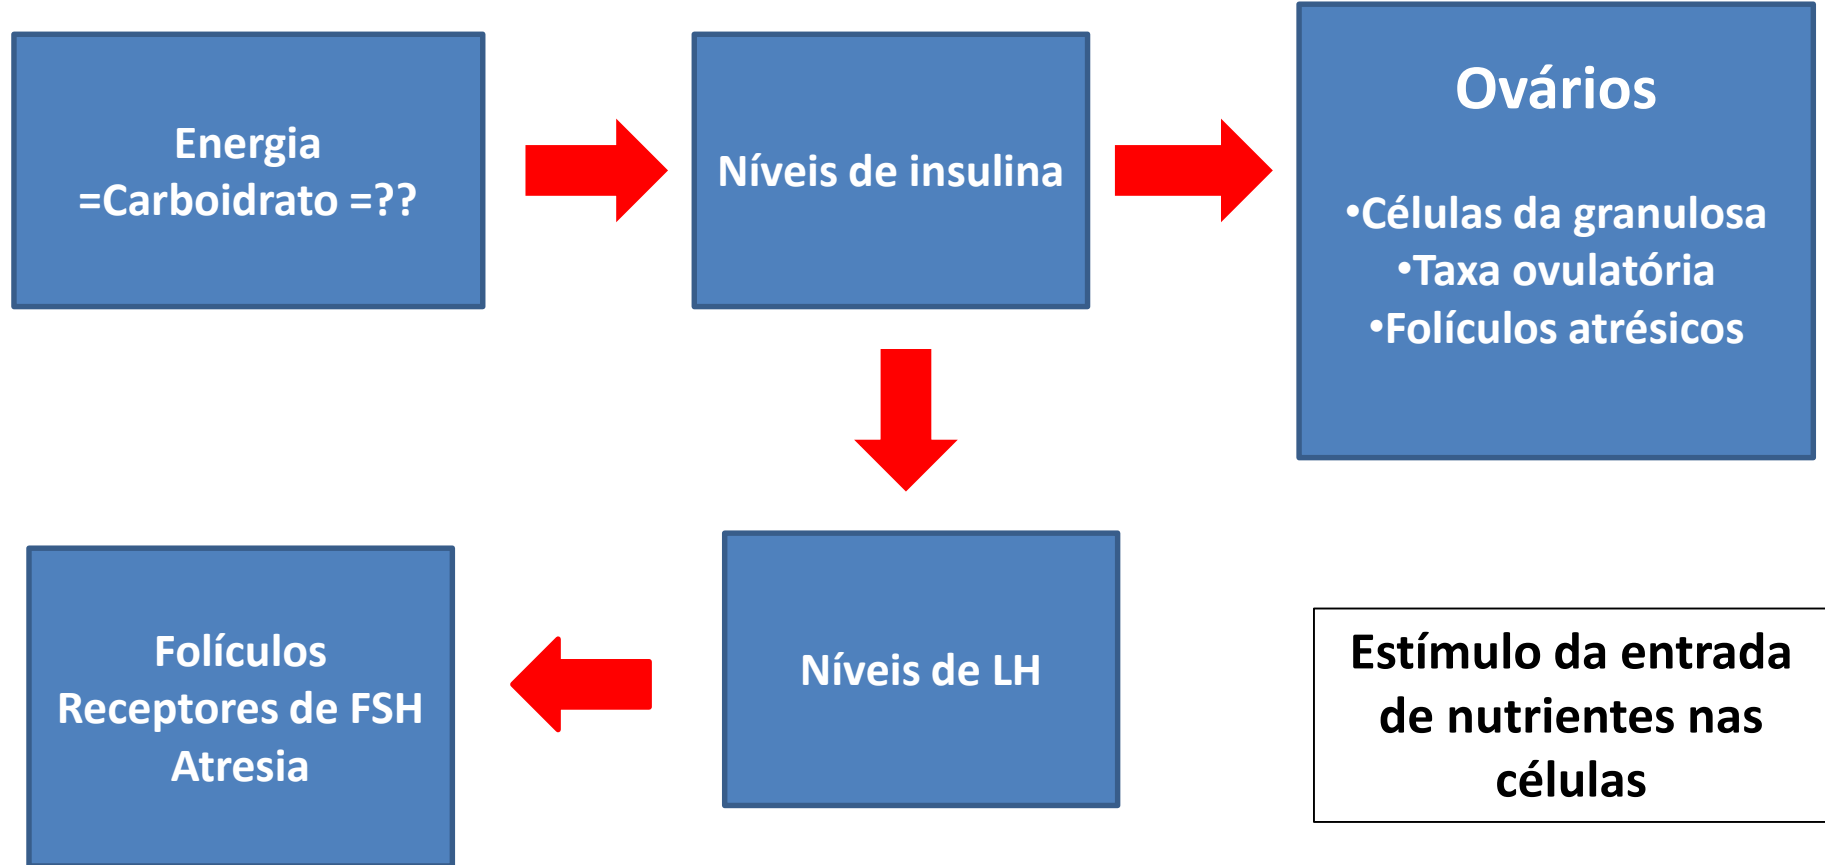 Energia
=Carboidrato =??
Níveis de insulina
Ovários
•Células da granulosa
•Taxa ovulatória
•Folículos atrésicos
Folículos
Receptores de FSH
Atresia
Níveis de LH
Estímulo da entrada
de nutrientes nas
células